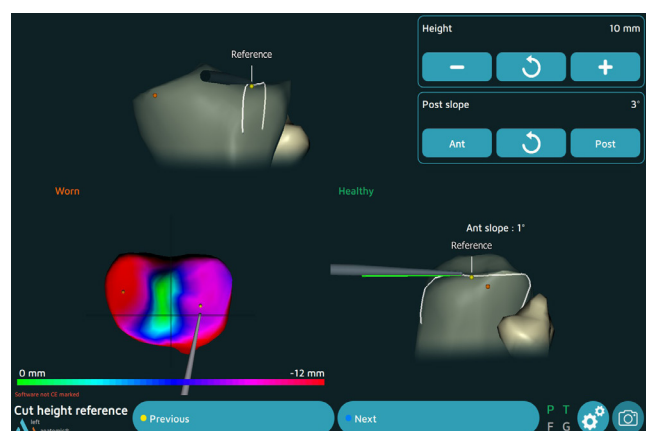 Height 10 mm
Reference
Post slope 3°
Ant Post
Worn
Healthy
Ant slope : 1°
Reference
0 mm -12 mm
Software not CE marked
Cut height reference
left
Previous
Next
P T
F G